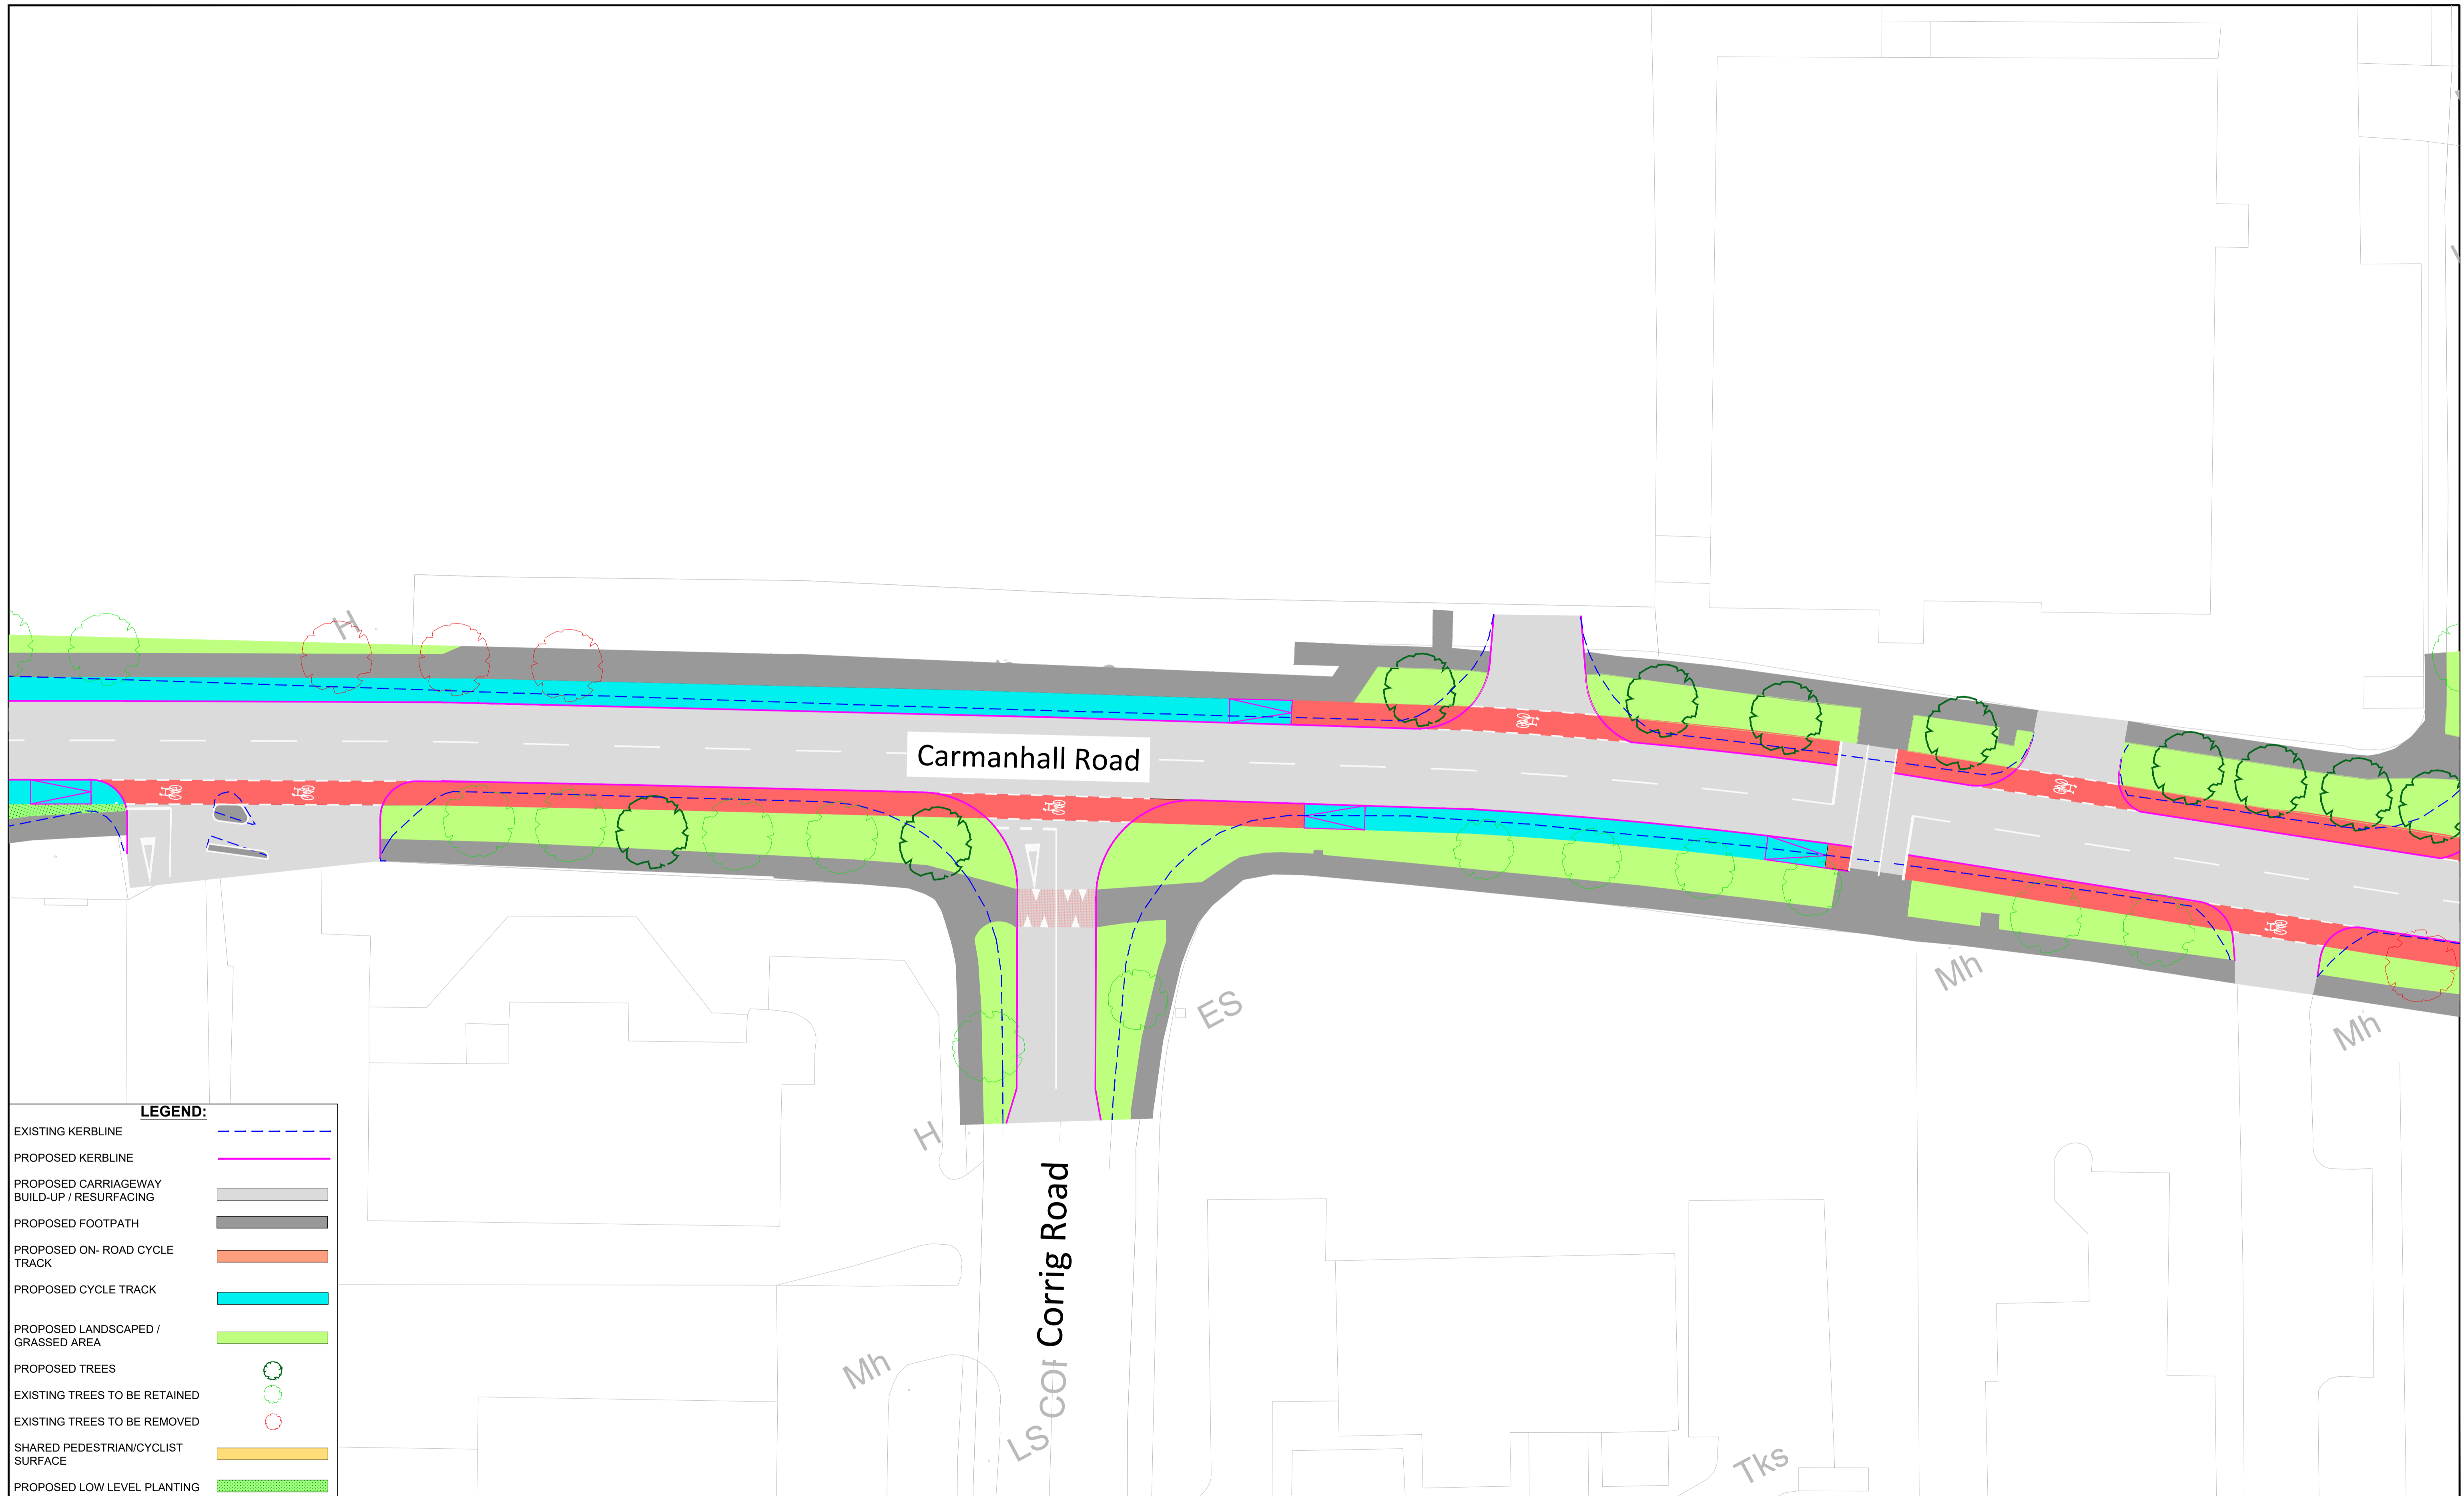 H
Carmanhall Road
ES
Mh
Mh
H
Corrig Road
Mh
LS
Tks
LEGEND:
EXISTING KERBLINE
PROPOSED KERBLINE
PROPOSED CARRIAGEWAY
BUILD-UP / RESURFACING
PROPOSED FOOTPATH
PROPOSED ON- ROAD CYCLE
TRACK
PROPOSED CYCLE TRACK
PROPOSED LANDSCAPED /
GRASSED AREA
PROPOSED TREES
EXISTING TREES TO BE RETAINED
EXISTING TREES TO BE REMOVED
SHARED PEDESTRIAN/CYCLIST
SURFACE
PROPOSED LOW LEVEL PLANTING